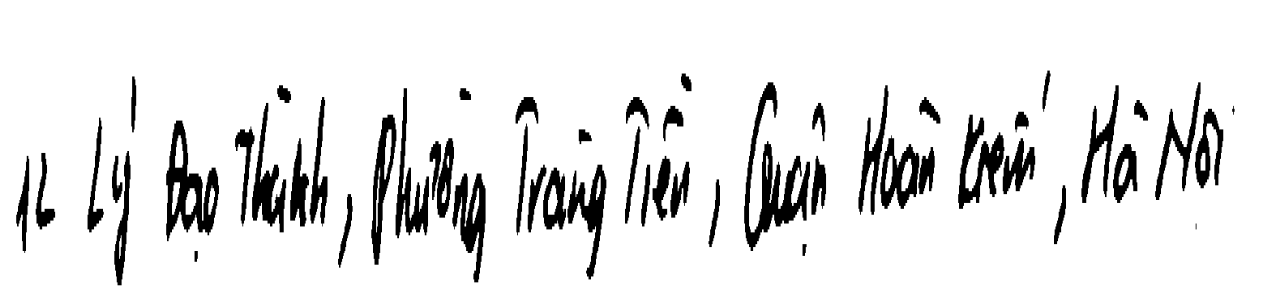 12 Lý Đạo Thành, Phường Tràng Tiền, Quận Hoàn Kiếm, Hà Nội